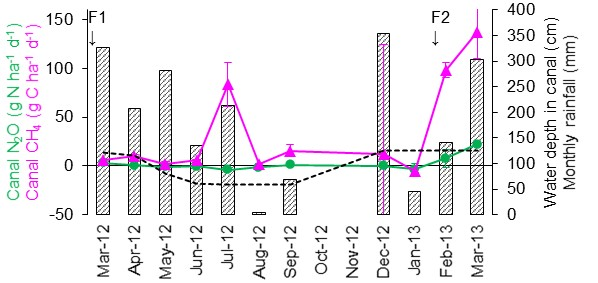 F1
F2
Canal N₂O (g N ha⁻¹ d⁻¹)
Canal CH₄ (g C ha⁻¹ d⁻¹)
150
100
50
0
-50
400
350
300
250
200
150
100
50
0
Water depth in canal (cm)
Monthly rainfall (mm)
Mar-12
Apr-12
May-12
Jun-12
Jul-12
Aug-12
Sep-12
Oct-12
Nov-12
Dec-12
Jan-13
Feb-13
Mar-13